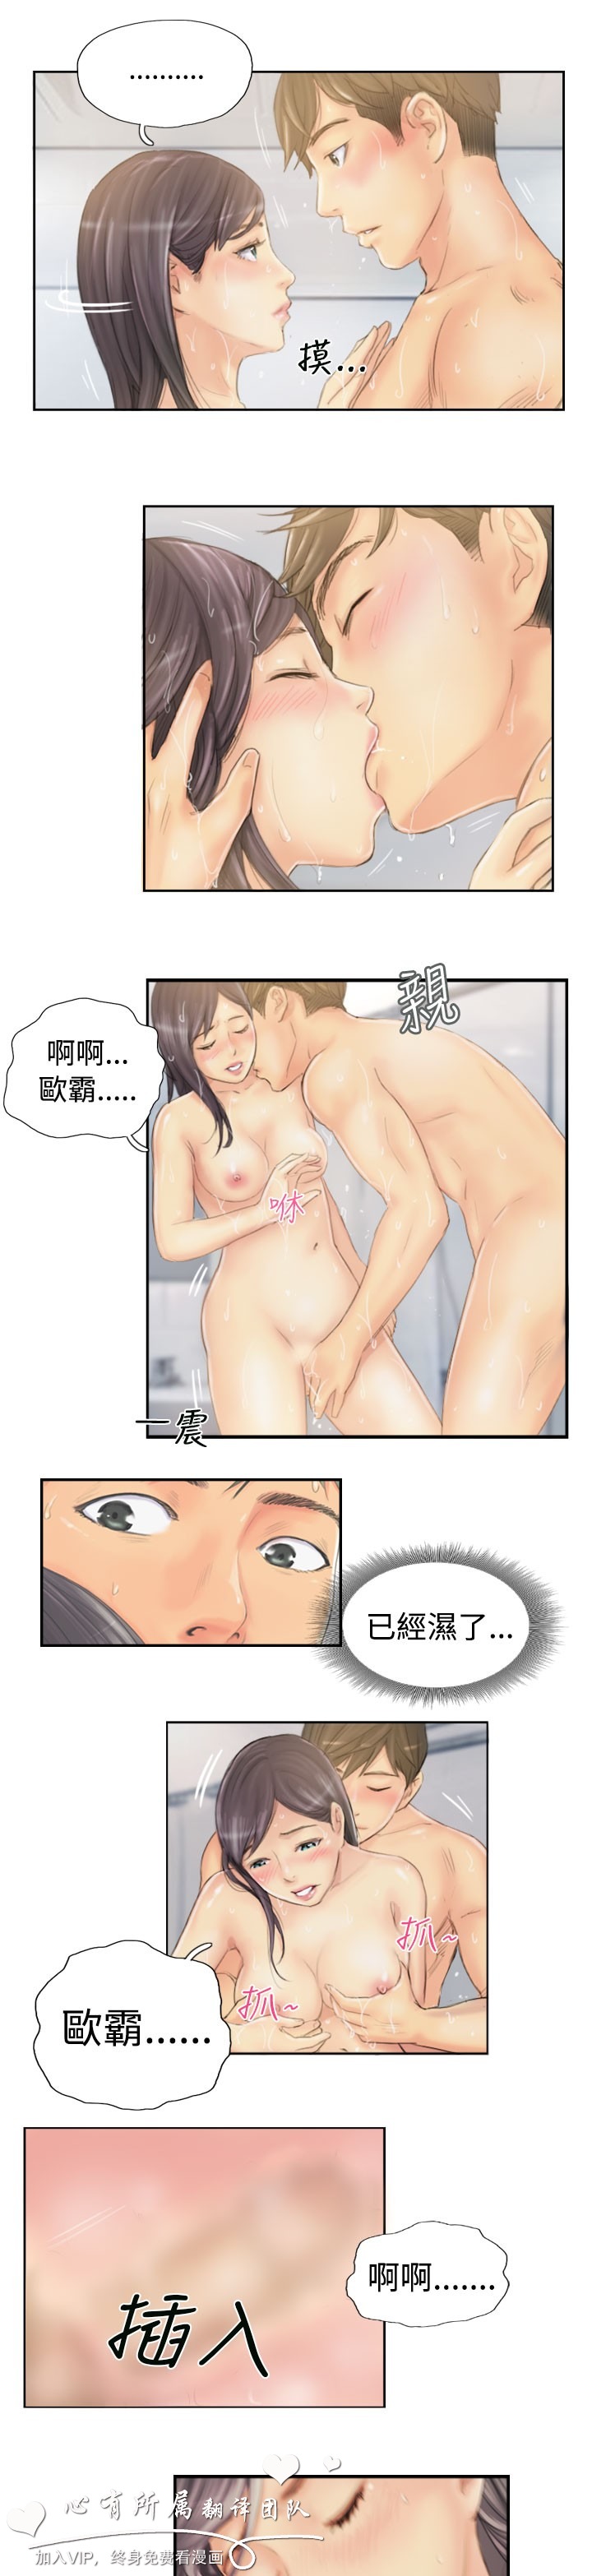 ..........
摸...
親
啊啊...
歐霸.....
咻
一震
已經濕了...
抓~
抓~
歐霸......
啊啊.......
插入
心有所属翻译团队
加入VIP，终身免费看漫画